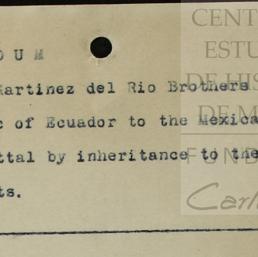 D U M
Martinez del Rio Brothers
c of Ecuador to the Mexica
ttal by inheritance to the
ts.
CENT
ESTU
DE HIS
DE M
FUND
Carl